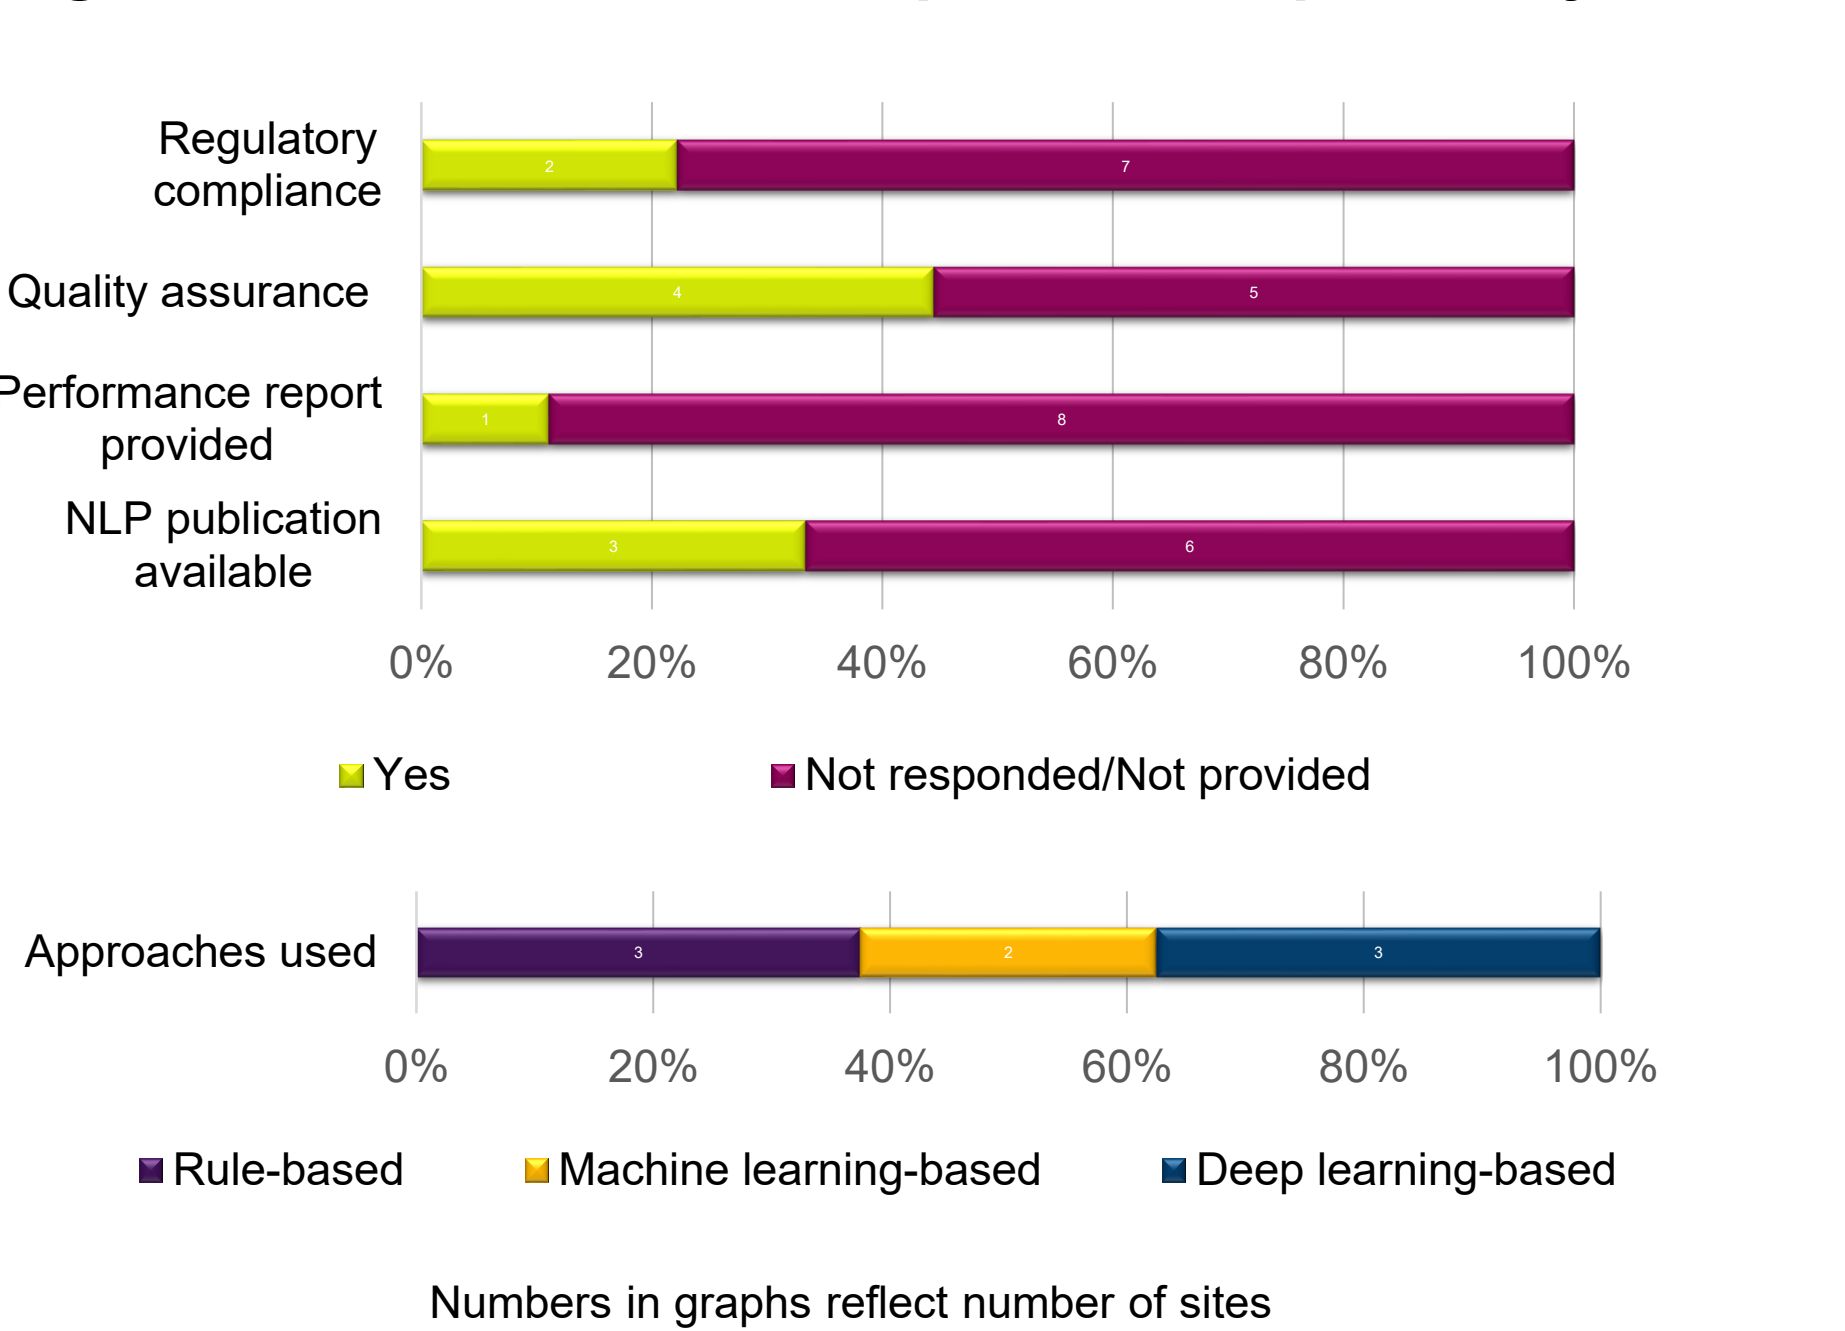 Regulatory
compliance
2 7
Quality assurance
4 5
Performance report
provided
1 8
NLP publication
available
3 6
0% 20% 40% 60% 80% 100%
Yes Not responded/Not provided
Approaches used
3 2 3
0% 20% 40% 60% 80% 100%
Rule-based Machine learning-based Deep learning-based
Numbers in graphs reflect number of sites